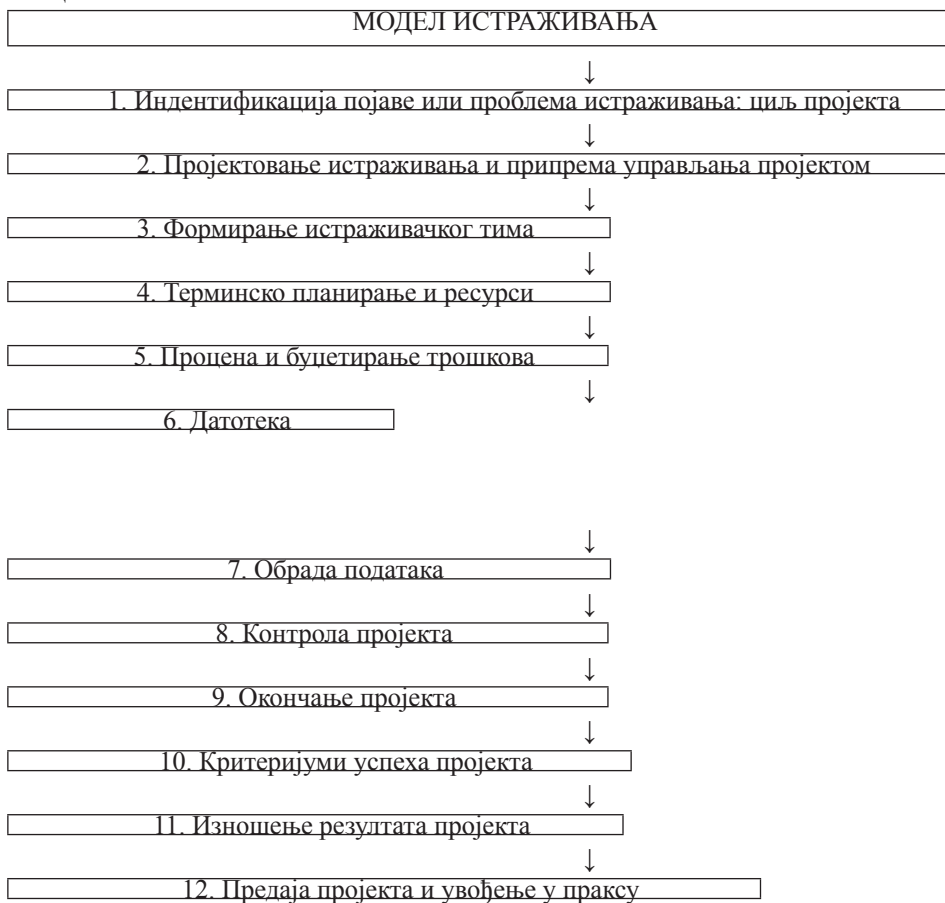 МОДЕЛ ИСТРАЖИВАЊА
↓
1. Индентификација појаве или проблема истраживања: циљ пројекта
↓
2. Пројектовање истраживања и припрема управљања пројектом
↓
3. Формирање истраживачког тима
↓
4. Терминско планирање и ресурси
↓
5. Процена и буџетирање трошкова
↓
6. Датотека
↓
7. Обрада података
↓
8. Контрола пројекта
↓
9. Окончање пројекта
↓
10. Критеријуми успеха пројекта
↓
11. Изношење резултата пројекта
↓
12. Предаја пројекта и увођење у праксу